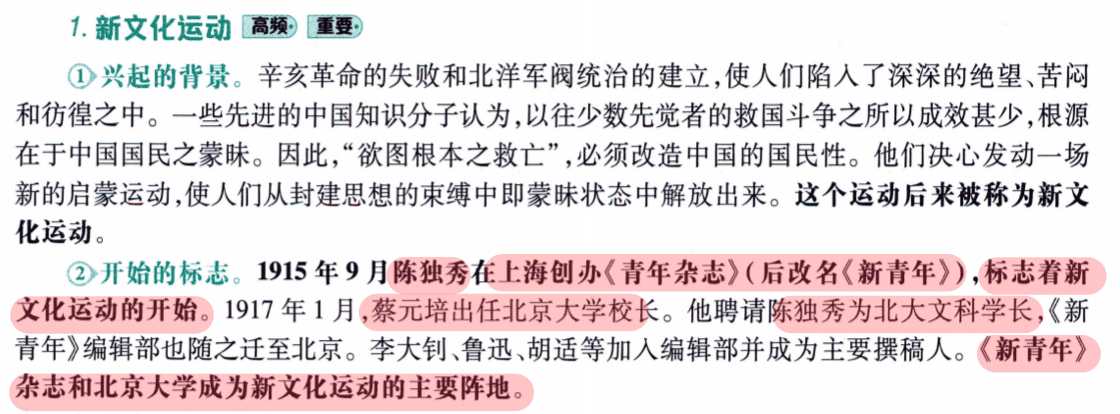 1. 新文化运动 高频 重要
①兴起的背景。辛亥革命的失败和北洋军阀统治的建立,使人们陷入了深深的绝望、苦闷
和彷徨之中。一些先进的中国知识分子认为,以往少数先觉者的救国斗争之所以成效甚少,根源
在于中国国民之蒙昧。因此,“欲图根本之救亡”,必须改造中国的国民性。他们决心发动一场
新的启蒙运动,使人们从封建思想的束缚中即蒙昧状态中解放出来。这个运动后来被称为新文
化运动。
②开始的标志。1915 年 9 月陈独秀在上海创办《青年杂志》(后改名《新青年》),标志着新
文化运动的开始。1917 年 1 月,蔡元培出任北京大学校长。他聘请陈独秀为北大文科学长,《新
青年》编辑部也随之迁至北京。李大钊、鲁迅、胡适等加入编辑部并成为主要撰稿人。《新青年》
杂志和北京大学成为新文化运动的主要阵地。